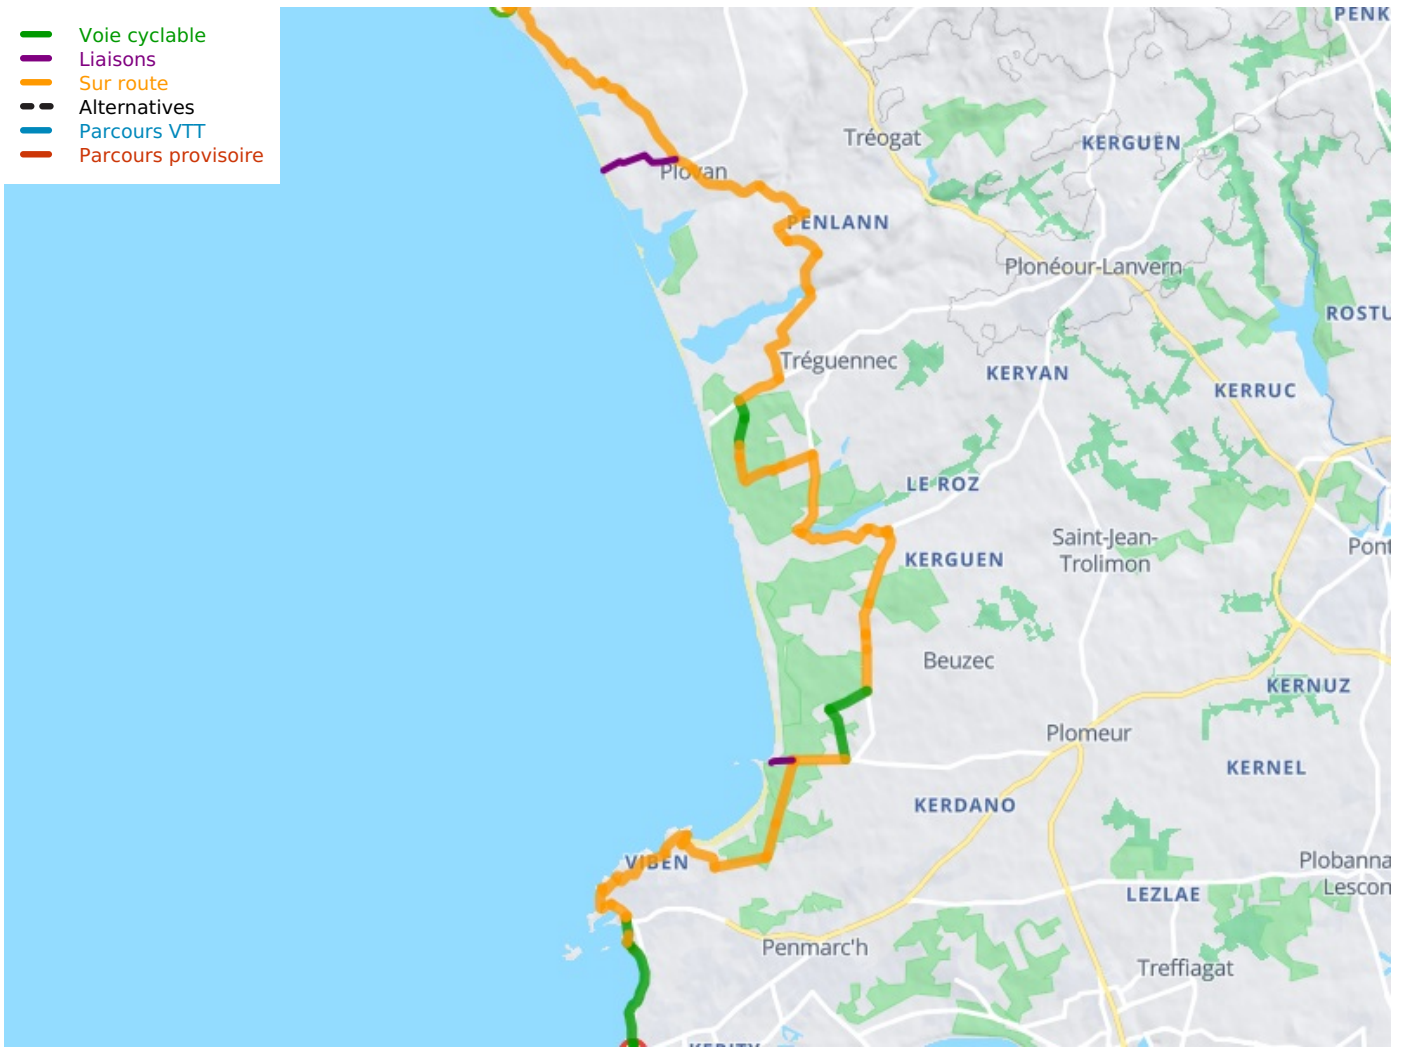 Voie cyclable
Liaisons
Sur route
Alternatives
Parcours VTT
Parcours provisoire
PENK
Tréogat
KERGUEN
Plovan
PENLANN
Plonéour-Lanvern
ROSTU
Tréguennec
KERYAN
KERRUC
LE ROZ
Saint-Jean-
Trolimon
Pont
KERGUEN
Beuzec
KERNUZ
Plomeur
KERNEL
KERDANO
VIBEN
Plobanna
Lescon
LEZLAE
Penmarc'h
Treffiagat
KERITY